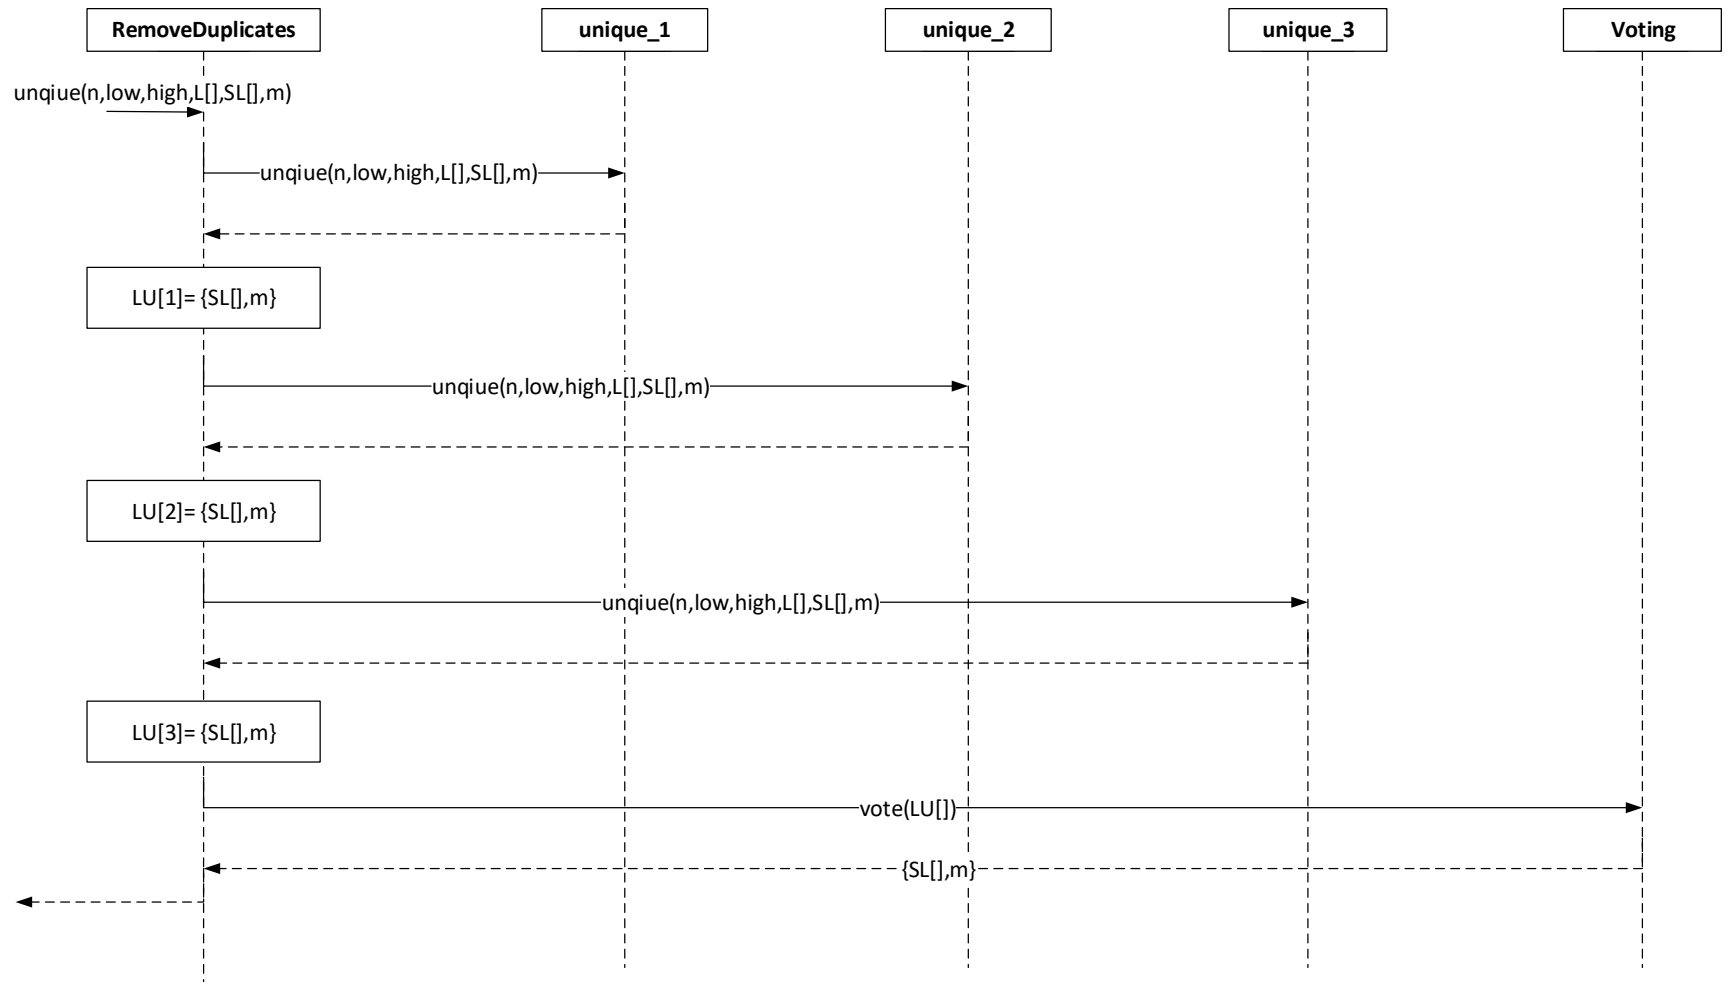 RemoveDuplicates
unique_1
unique_2
unique_3
Voting
unqiue(n,low,high,L[],SL[],m)
unqiue(n,low,high,L[],SL[],m)
LU[1]= {SL[],m}
unqiue(n,low,high,L[],SL[],m)
LU[2]= {SL[],m}
unqiue(n,low,high,L[],SL[],m)
LU[3]= {SL[],m}
vote(LU[])
{SL[],m}